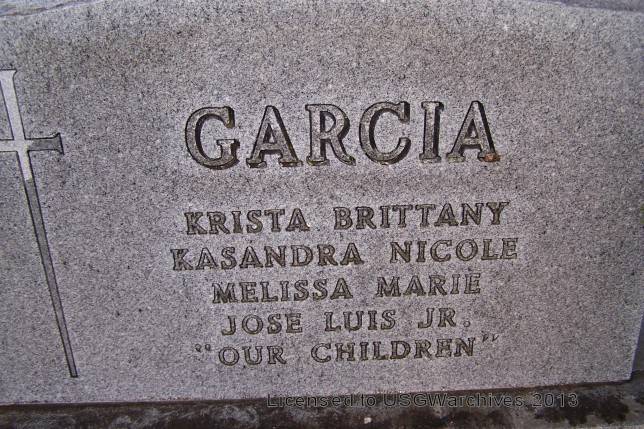 GARCIA
KRISTA BRITTANY
KASANDRA NICOLE
MELISSA MARIE
JOSE LUIS JR.
"OUR CHILDREN"
Licensed to USGWarchives 2013